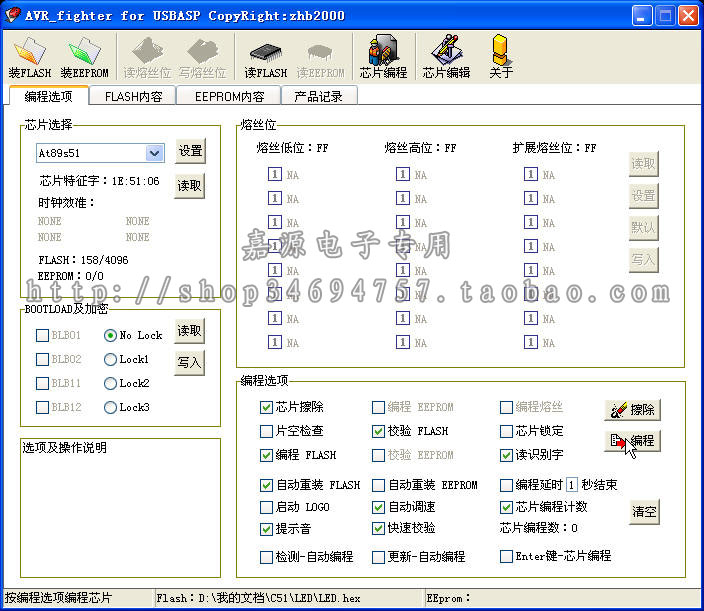 AVR_fighter for USBASP CopyRight:zhb2000
装FLASH 装EEPROM 读熔丝位 写熔丝位 读FLASH 读EEPROM 芯片编程 芯片编辑 关于
编程选项 FLASH内容 EEPROM内容 产品记录
芯片选择
At89s51 设置
芯片特征字：1E:51:06 读取
时钟效准：
NONE NONE
NONE NONE
FLASH：158/4096
EEPROM：0/0
熔丝位
熔丝低位：FF 熔丝高位：FF 扩展熔丝位：FF
1 NA 1 NA 1 NA 读取
1 NA 1 NA 1 NA 设置
1 NA 1 NA 1 NA 默认
1 NA 1 NA 1 NA 写入
1 NA 1 NA 1 NA
1 NA 1 NA 1 NA
1 NA 1 NA 1 NA
1 NA 1 NA 1 NA
嘉源电子专用
http://shop34694757.taobao.com
BOOTLOAD及加密
BLB01 No Lock 读取
BLB02 Lock1 写入
BLB11 Lock2
BLB12 Lock3
选项及操作说明
编程选项
芯片擦除 编程 EEPROM 编程熔丝 擦除
片空检查 校验 FLASH 芯片锁定 编程
编程 FLASH 校验 EEPROM 读识别字
自动重装 FLASH 自动重装 EEPROM 编程延时 1 秒结束
启动 LOGO 自动调速 芯片编程计数 清空
提示音 快速校验 芯片编程数：0
检测-自动编程 更新-自动编程 Enter键-芯片编程
按编程选项编程芯片 Flash：D:\我的文档\C51\LED\LED.hex EEprom：